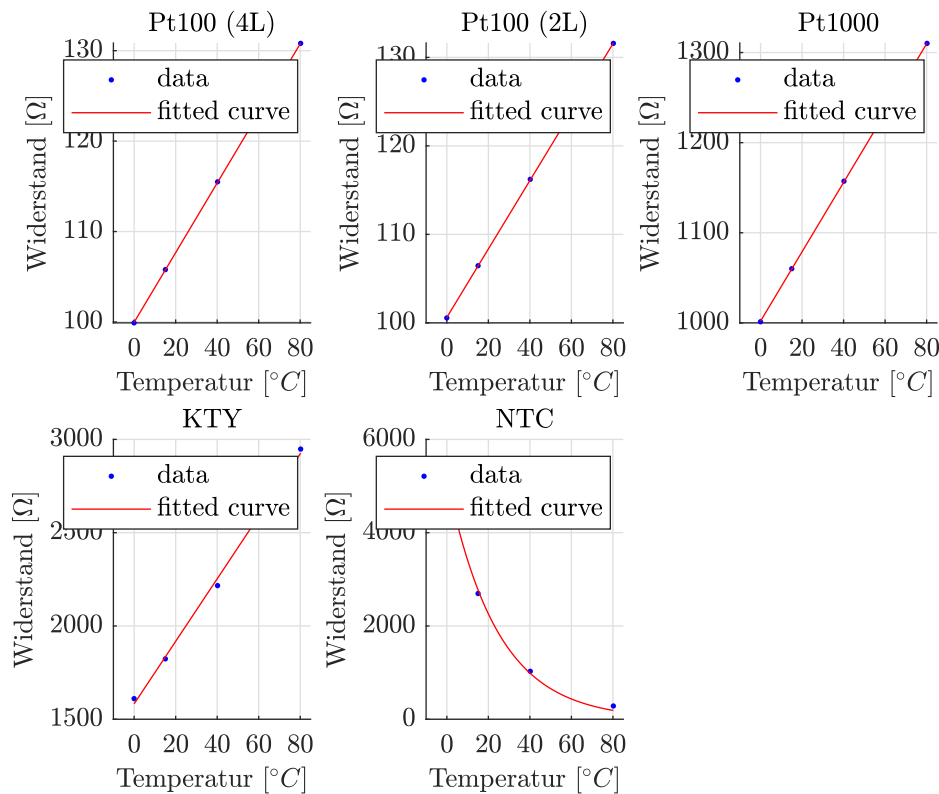 Pt100 (4L)
130
data
fitted curve
120
110
100
Widerstand [Ω]
0 20 40 60 80
Temperatur [°C]
Pt100 (2L)
130
data
fitted curve
120
110
100
Widerstand [Ω]
0 20 40 60 80
Temperatur [°C]
Pt1000
1300
data
fitted curve
1200
1100
1000
Widerstand [Ω]
0 20 40 60 80
Temperatur [°C]
KTY
3000
data
fitted curve
2500
2000
1500
Widerstand [Ω]
0 20 40 60 80
Temperatur [°C]
NTC
6000
data
fitted curve
4000
2000
0
Widerstand [Ω]
0 20 40 60 80
Temperatur [°C]